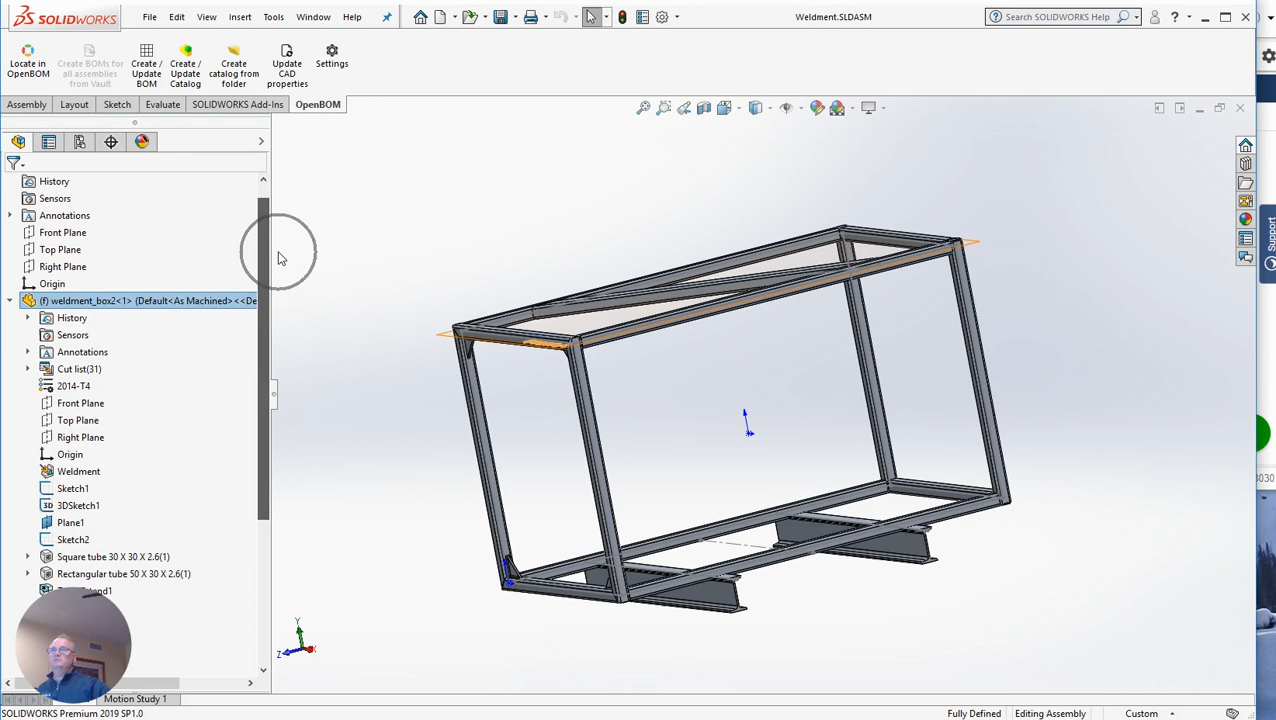 SOLIDWORKS File Edit View Insert Tools Window Help Weldment.SLDASM Search SOLIDWORKS Help ?
Locate in OpenBOM
Create BOMs for all assemblies from Vault
Create / Update BOM
Create / Update Catalog
Create catalog from folder
Update CAD properties
Settings
Assembly Layout Sketch Evaluate SOLIDWORKS Add-Ins OpenBOM
History
Sensors
Annotations
Front Plane
Top Plane
Right Plane
Origin
(f) weldment_box2<1> (Default<As Machined><<De
History
Sensors
Annotations
Cut list(31)
2014-T4
Front Plane
Top Plane
Right Plane
Origin
Weldment
Sketch1
3D 3DSketch1
Plane1
Sketch2
Square tube 30 X 30 X 2.6(1)
Rectangular tube 50 X 30 X 2.6(1)
Support
3030
Y
Z
X
Motion Study 1
SOLIDWORKS Premium 2019 SP1.0 Fully Defined Editing Assembly Custom